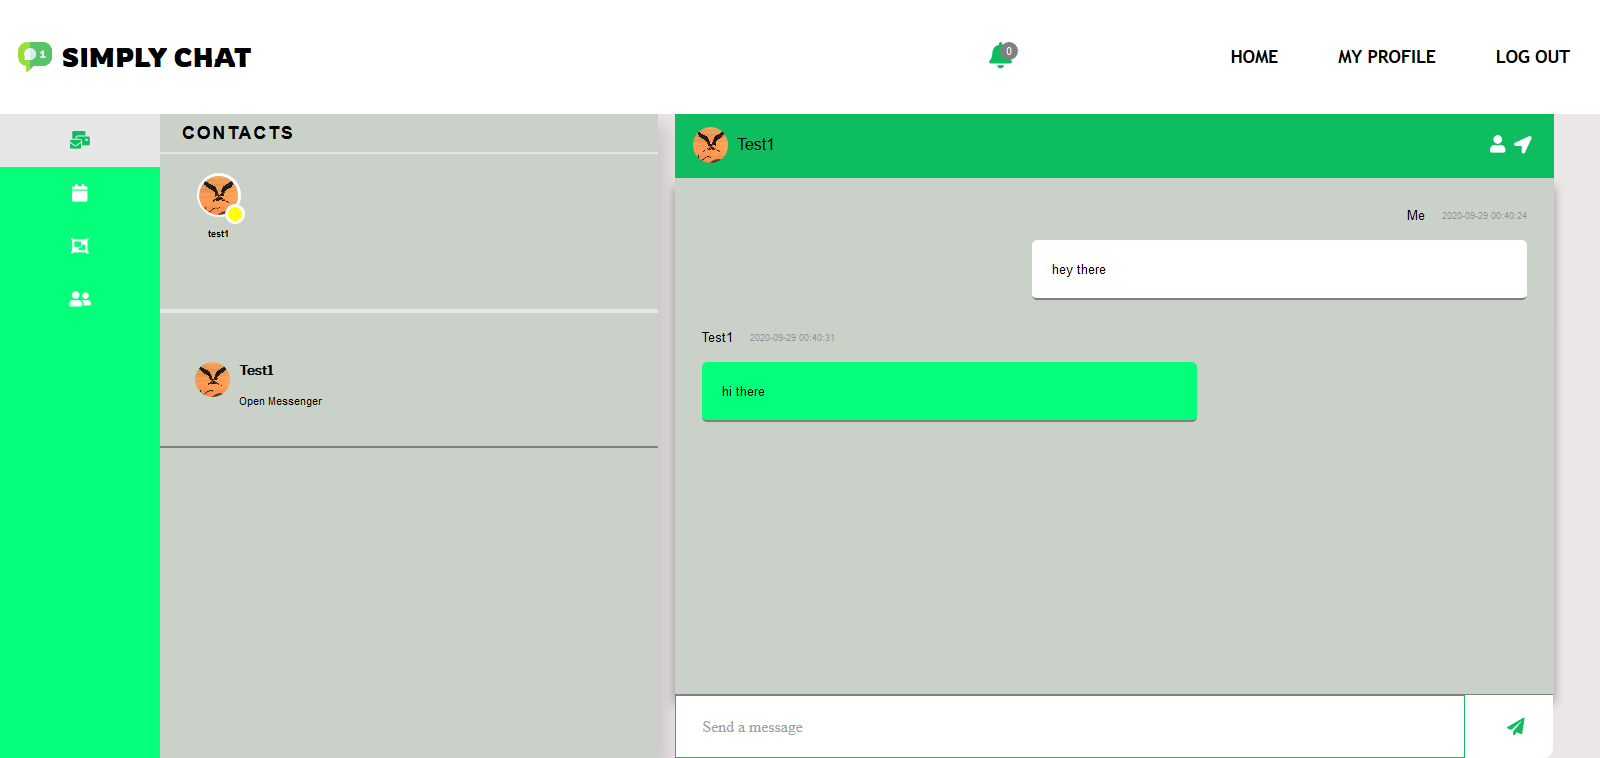 SIMPLY CHAT
1
0
HOME
MY PROFILE
LOG OUT
CONTACTS
test1
Test1
Open Messenger
Test1
Me 2020-09-29 00:40:24
hey there
Test1 2020-09-29 00:40:31
hi there
Send a message